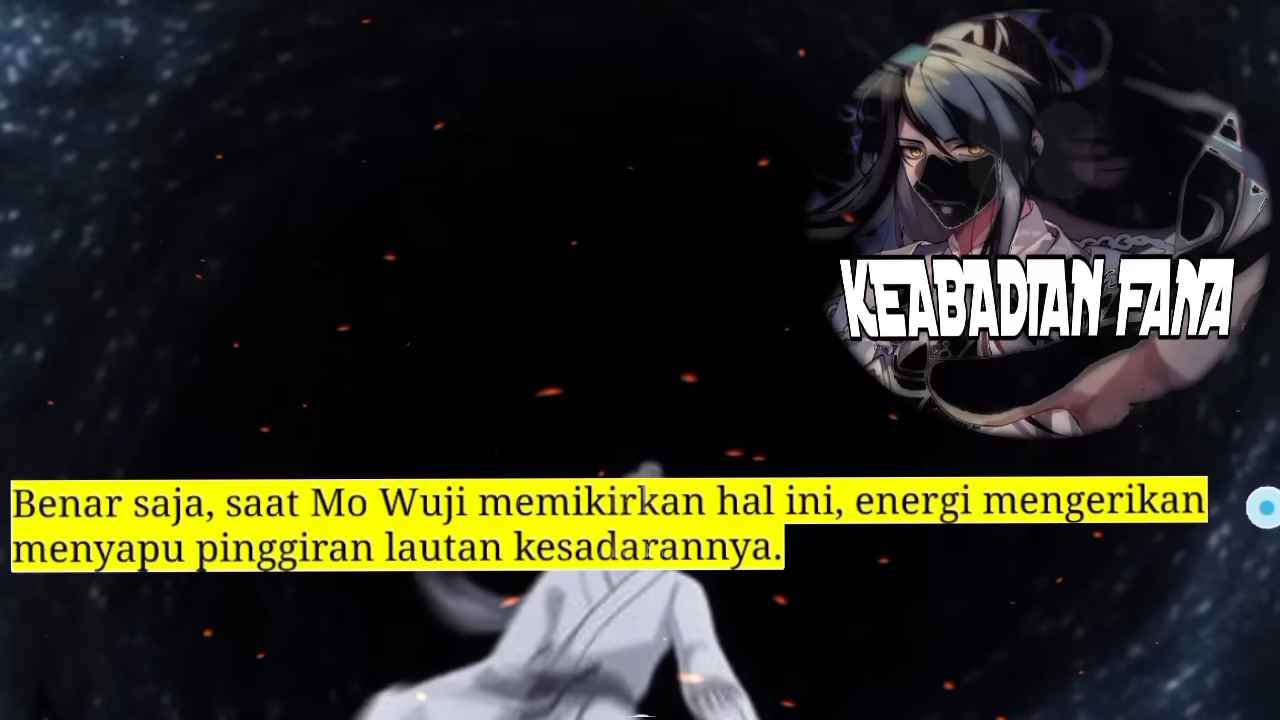 KEABADIAN FANA
Benar saja, saat Mo Wuji memikirkan hal ini, energi mengerikan
menyapu pinggiran lautan kesadarannya.